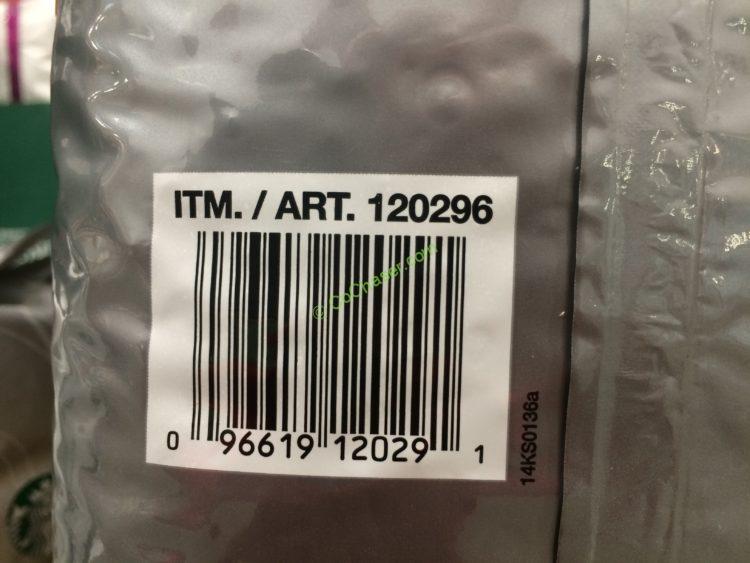 ITM. / ART. 120296
© CoChaser.com
0 96619 12029 1
14KS0136a